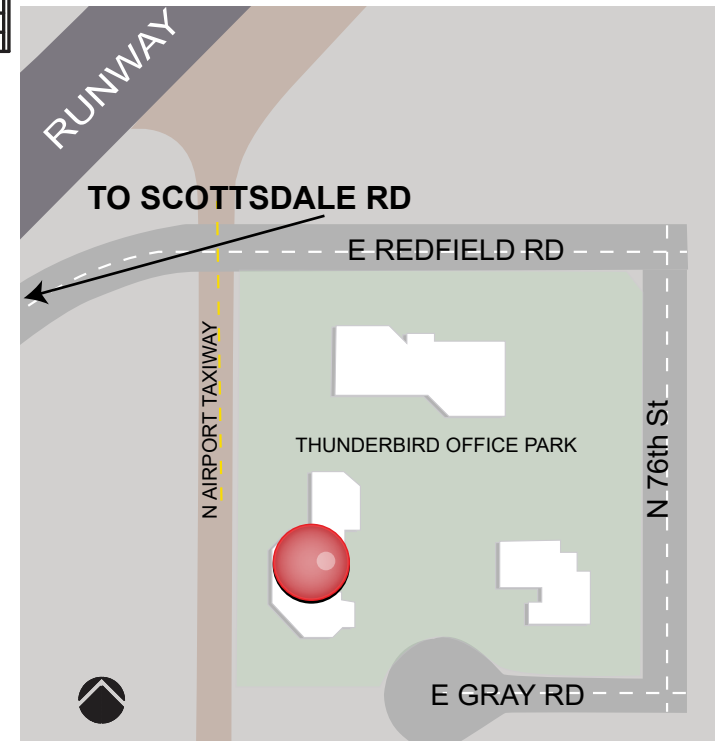 RUNWAY
TO SCOTTSDALE RD
E REDFIELD RD
N AIRPORT TAXIWAY
THUNDERBIRD OFFICE PARK
N 76th St
E GRAY RD